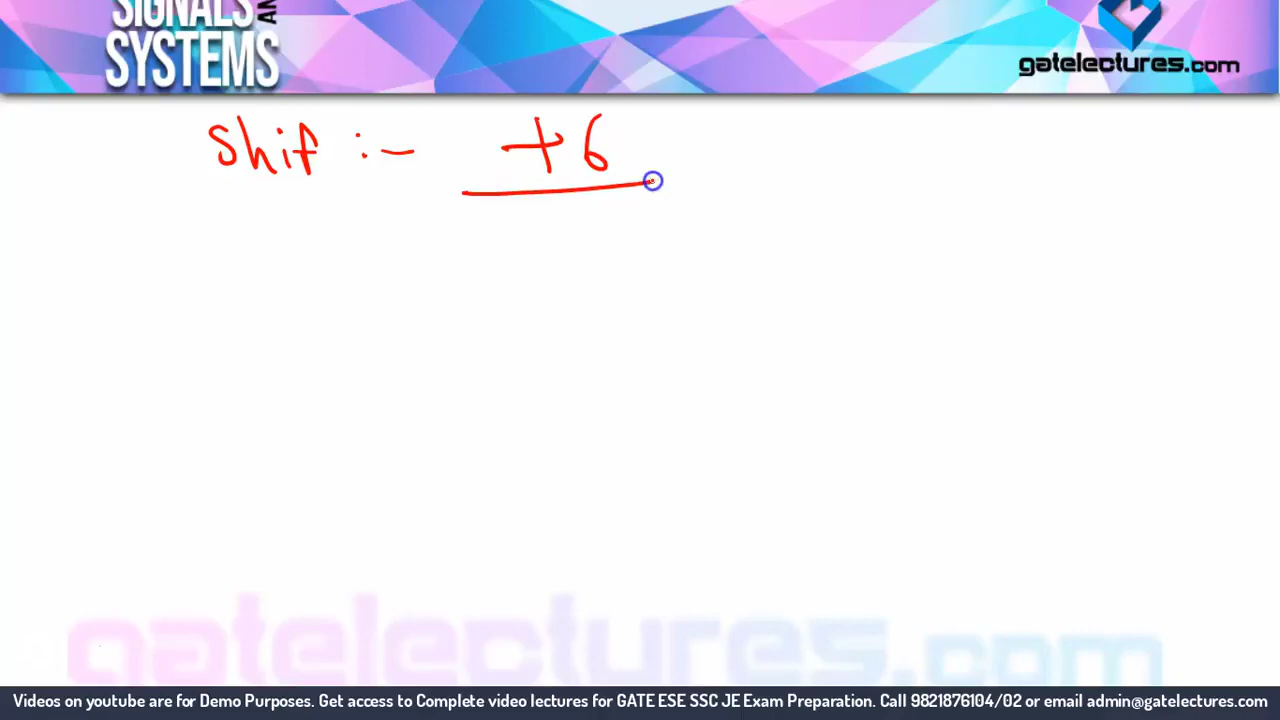 SIGNALS AN
SYSTEMS
gatelectures.com
Shif :- +6
gatelectures.com
Videos on youtube are for Demo Purposes. Get access to Complete video lectures for GATE ESE SSC JE Exam Preparation. Call 9821876104/02 or email admin@gatelectures.com